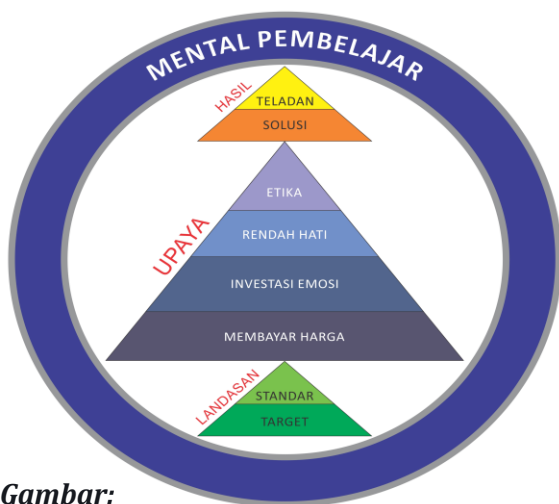 MENTAL PEMBELAJAR
HASIL
TELADAN
SOLUSI
UPAYA
ETIKA
RENDAH HATI
INVESTASI EMOSI
MEMBAYAR HARGA
LANDASAN
STANDAR
TARGET
Gambar: